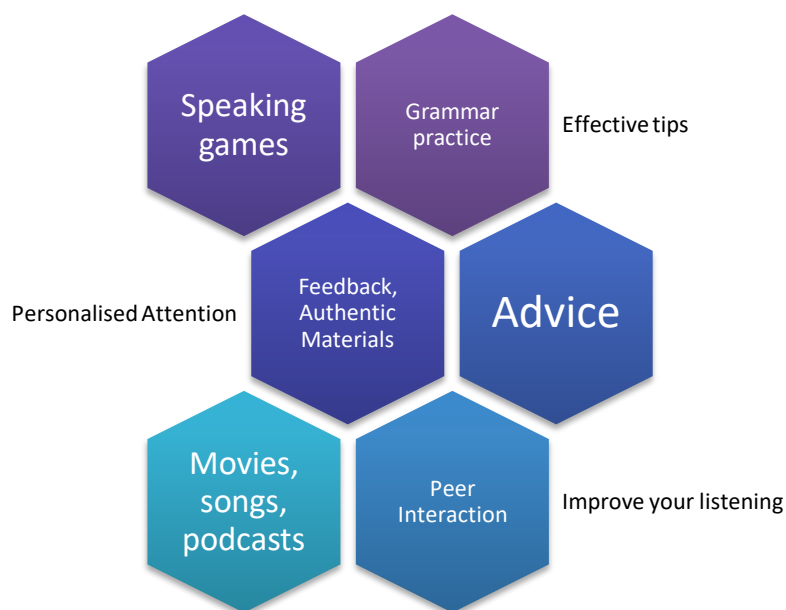 Speaking
games
Grammar
practice
Effective tips
Personalised Attention
Feedback,
Authentic
Materials
Advice
Movies,
songs,
podcasts
Peer
Interaction
Improve your listening